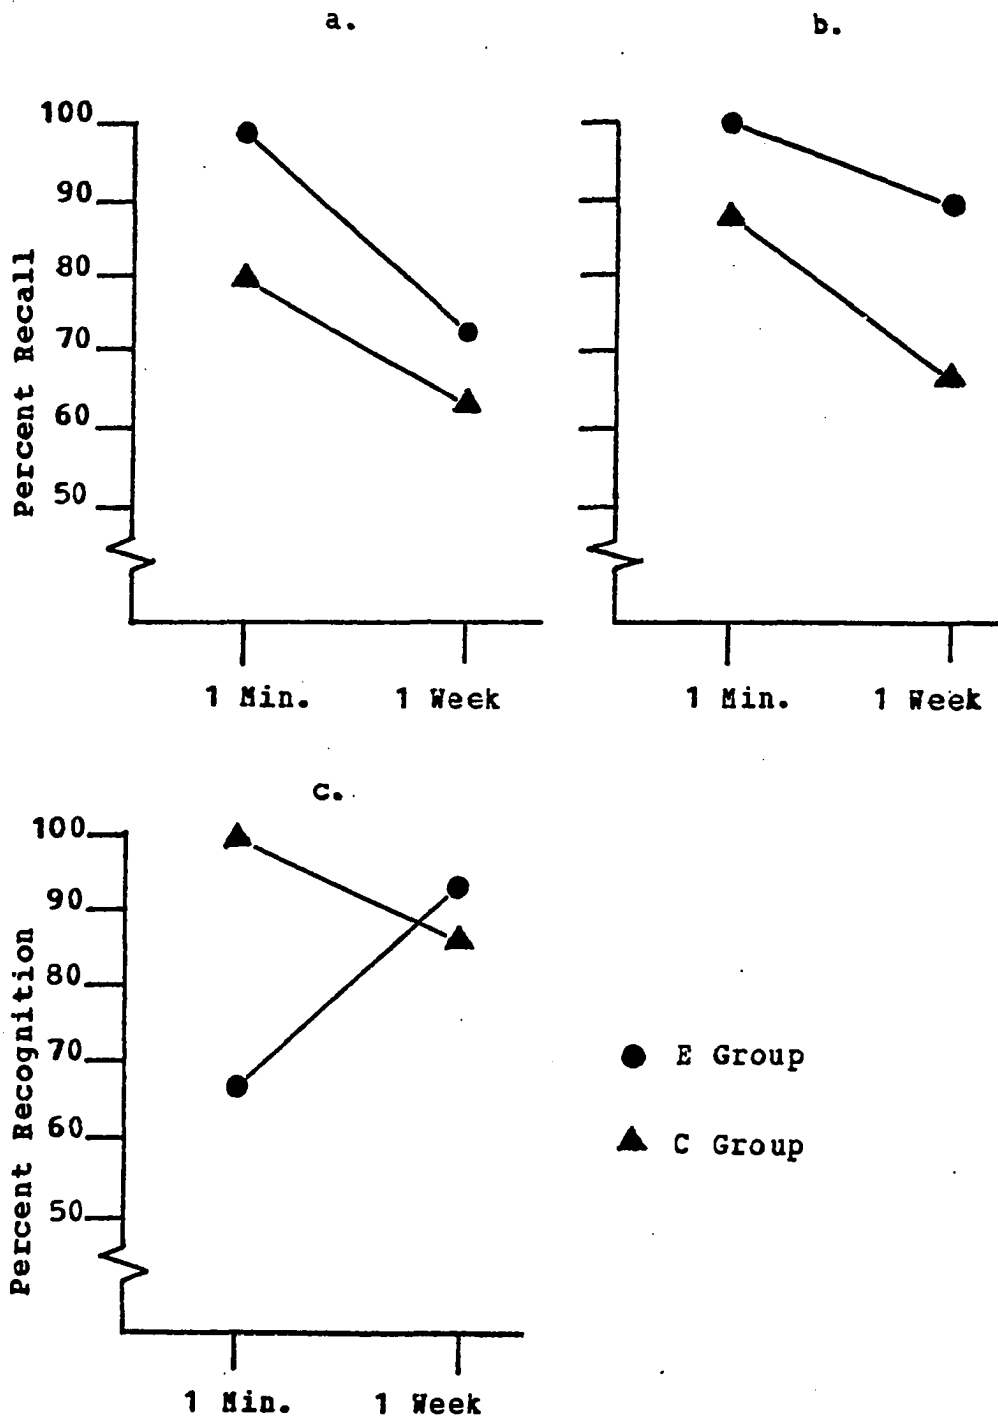 a.
b.
100
90
80
70
60
50
Percent Recall
1 Min.
1 Week
1 Min.
1 Week
c.
100
90
80
70
60
50
Percent Recognition
E Group
C Group
1 Min.
1 Week